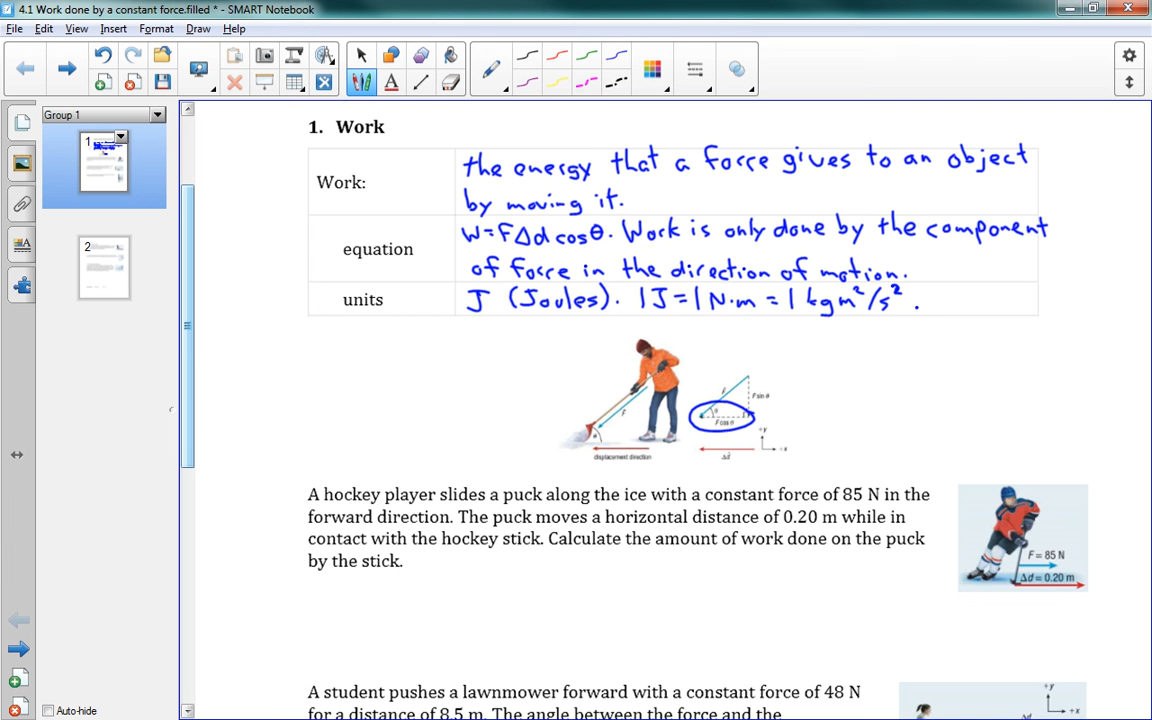 4.1 Work done by a constant force.filled * - SMART Notebook
File Edit View Insert Format Draw Help
Group 1
1
2
Auto-hide
1. Work
Work:
the energy that a force gives to an object
by moving it.
equation
W=FΔd cosθ. Work is only done by the component
of force in the direction of motion.
units
J (Joules). 1J = 1 N·m = 1 kgm²/s².
F
θ
displacement direction
F
θ
F sin θ
F cos θ
Δd
+y
+x
A hockey player slides a puck along the ice with a constant force of 85 N in the
forward direction. The puck moves a horizontal distance of 0.20 m while in
contact with the hockey stick. Calculate the amount of work done on the puck
by the stick.
F = 85 N
Δd = 0.20 m
A student pushes a lawnmower forward with a constant force of 48 N
for a distance of 8.5 m. The angle between the force and the
+y
+x
Δd